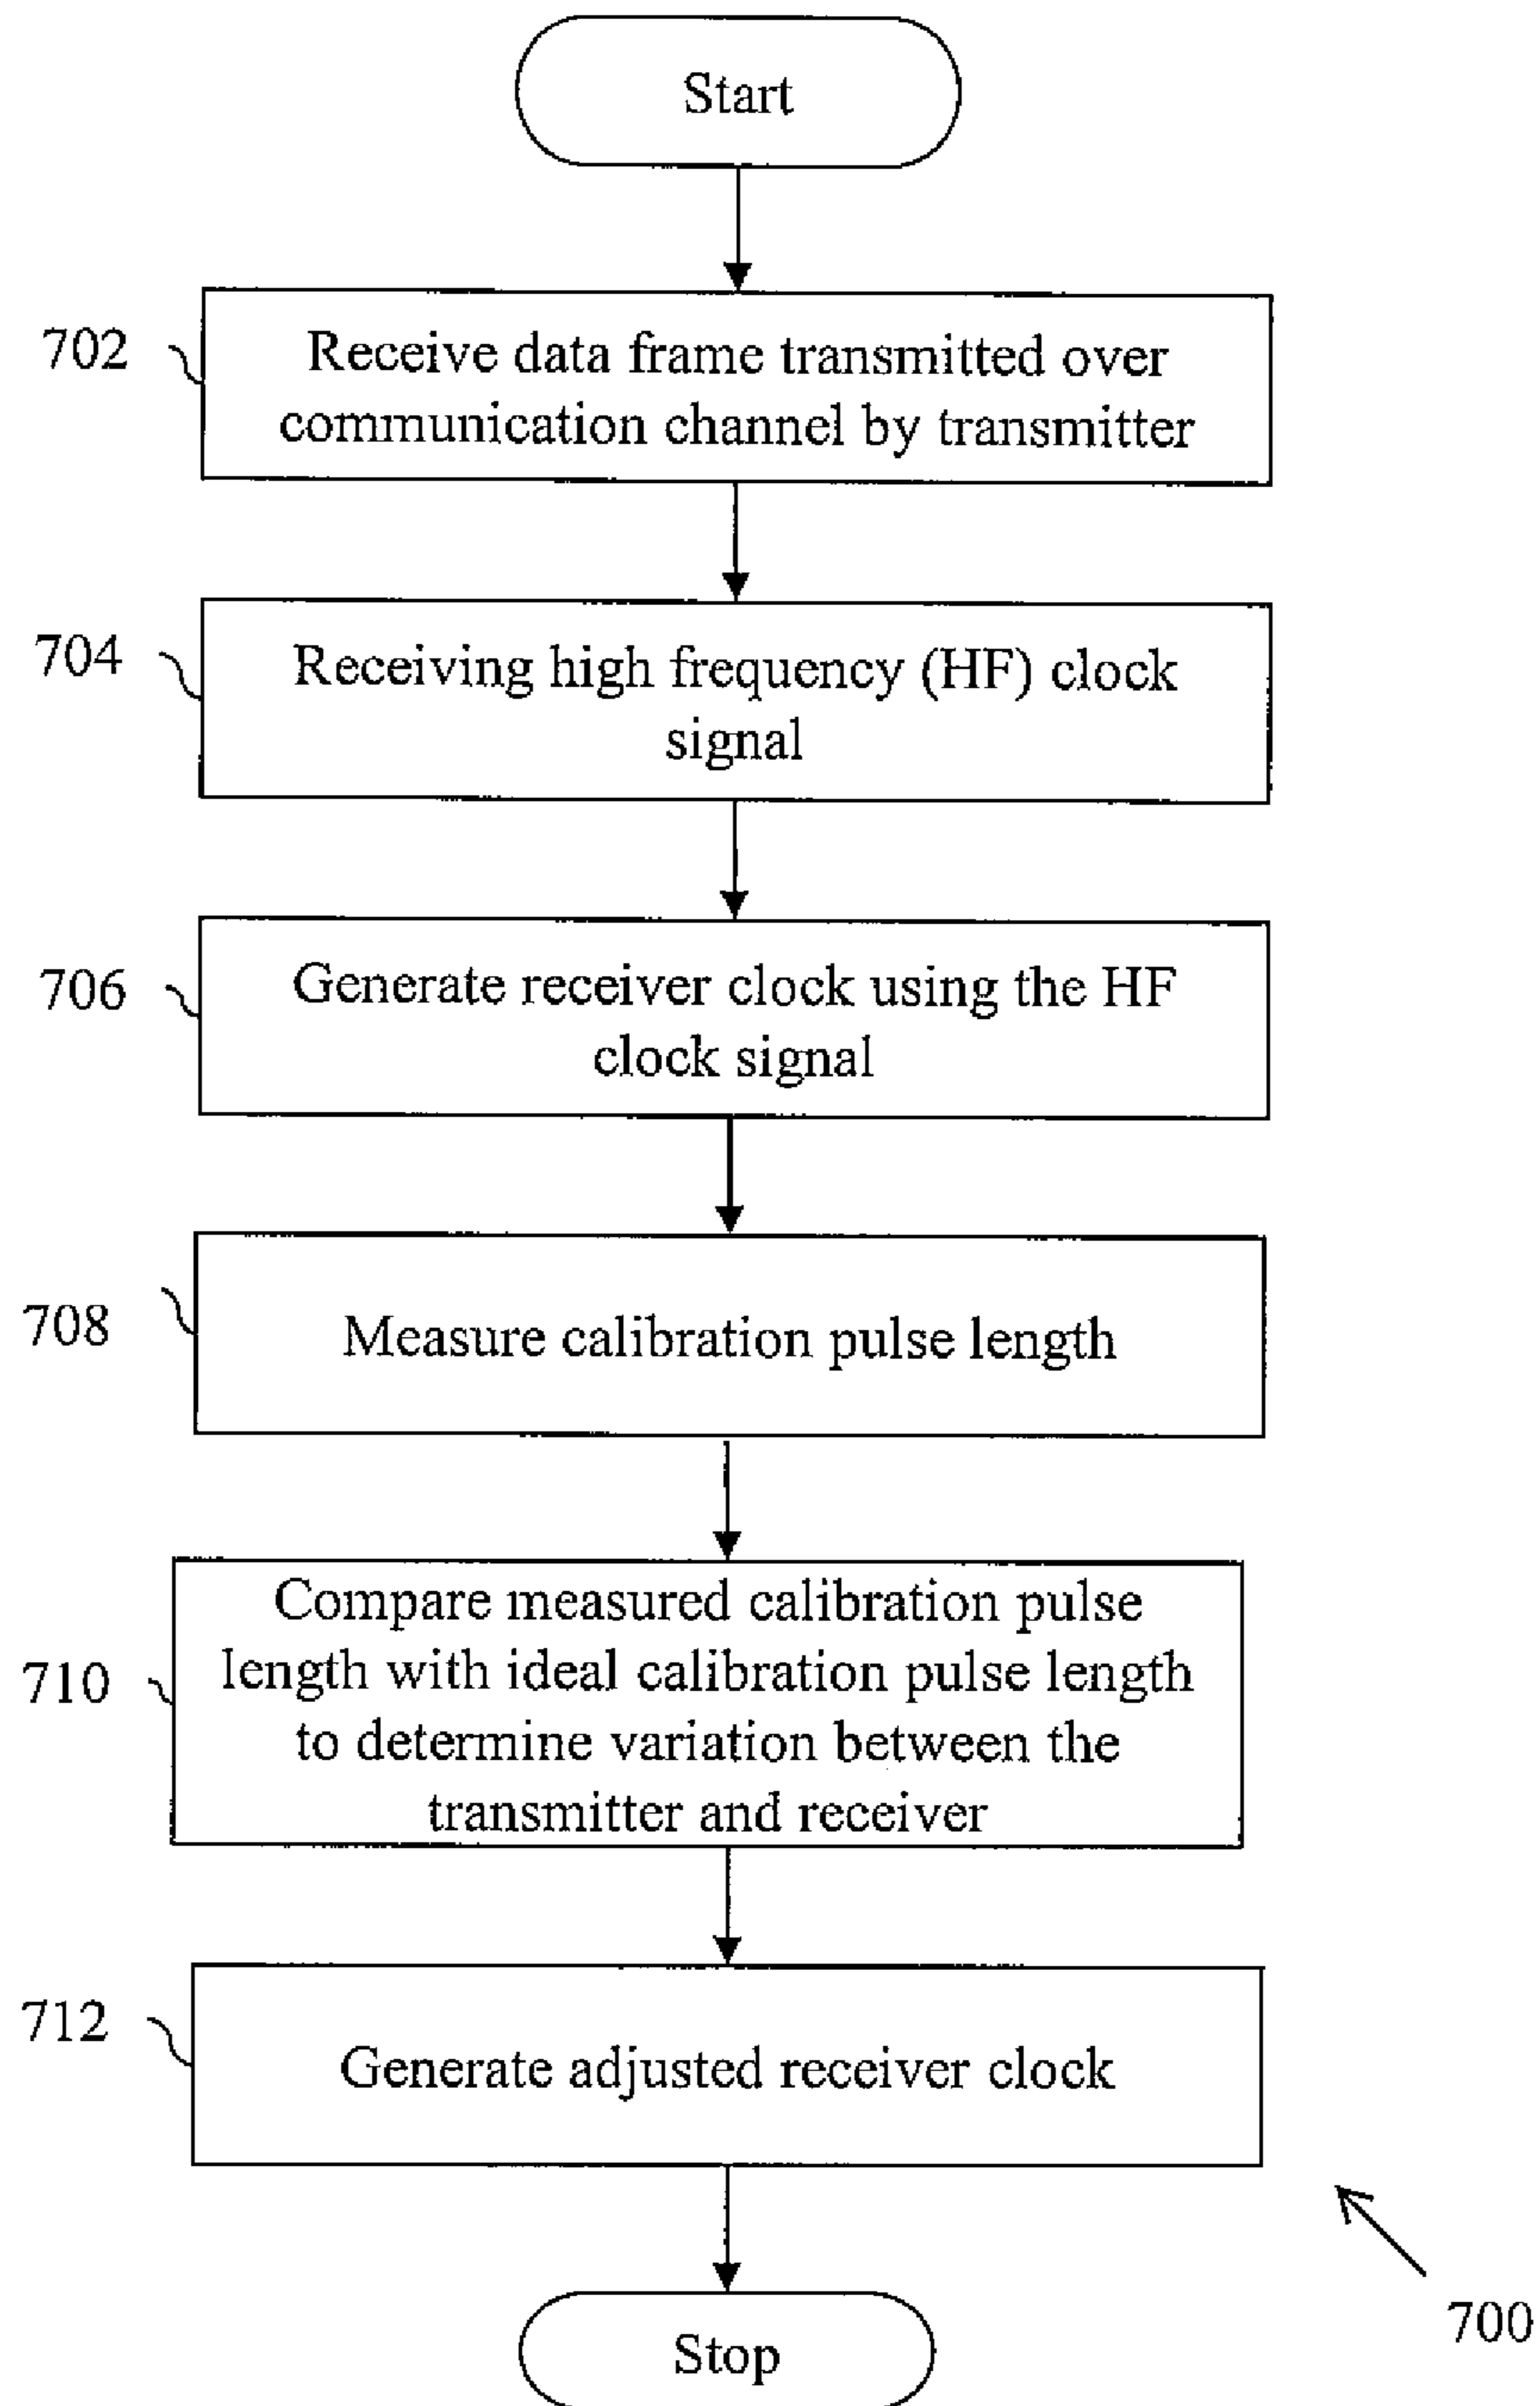 Start
702
Receive data frame transmitted over
communication channel by transmitter
704
Receiving high frequency (HF) clock
signal
706
Generate receiver clock using the HF
clock signal
708
Measure calibration pulse length
710
Compare measured calibration pulse
length with ideal calibration pulse length
to determine variation between the
transmitter and receiver
712
Generate adjusted receiver clock
700
Stop